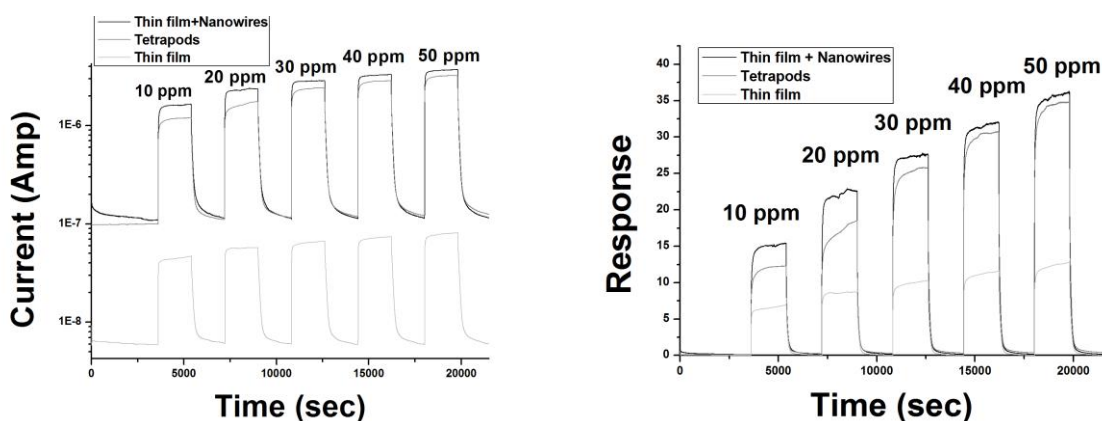 Thin film+Nanowires
Tetrapods
Thin film
10 ppm
20 ppm
30 ppm
40 ppm
50 ppm
1E-6
1E-7
1E-8
Current (Amp)
0
5000
10000
15000
20000
Time (sec)
Thin film + Nanowires
Tetrapods
Thin film
10 ppm
20 ppm
30 ppm
40 ppm
50 ppm
40
35
30
25
20
15
10
5
0
Response
0
5000
10000
15000
20000
Time (sec)